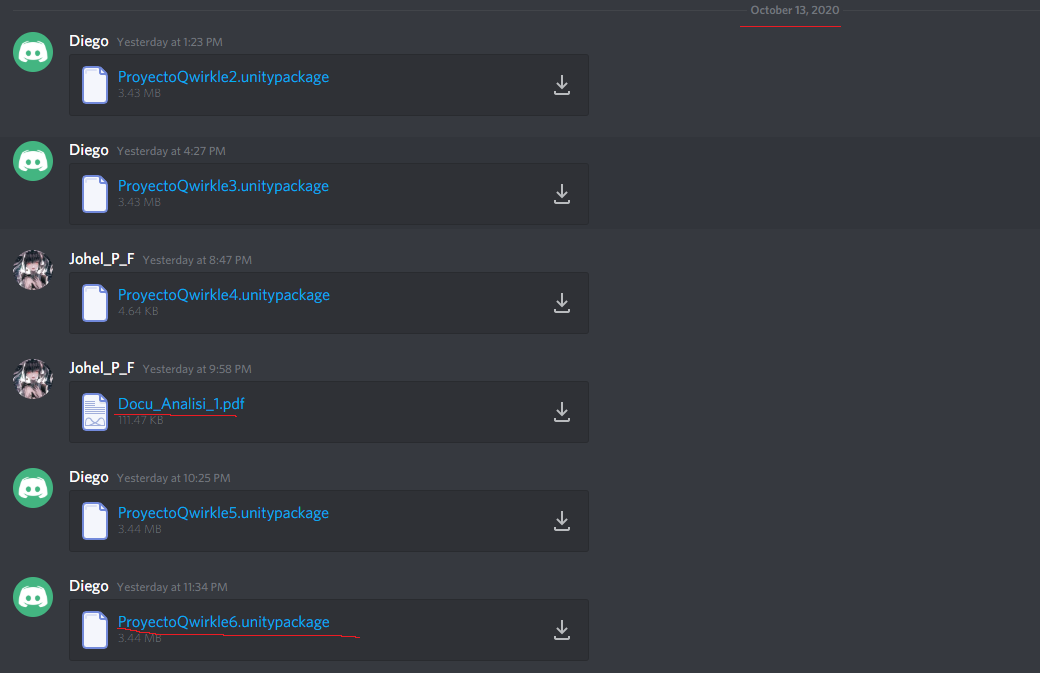 October 13, 2020
Diego Yesterday at 1:23 PM
ProyectoQwirkle2.unitypackage
3.43 MB
Diego Yesterday at 4:27 PM
ProyectoQwirkle3.unitypackage
3.43 MB
Johel_P_F Yesterday at 8:47 PM
ProyectoQwirkle4.unitypackage
4.64 KB
Johel_P_F Yesterday at 9:58 PM
Docu_Analisi_1.pdf
111.47 KB
Diego Yesterday at 10:25 PM
ProyectoQwirkle5.unitypackage
3.44 MB
Diego Yesterday at 11:34 PM
ProyectoQwirkle6.unitypackage
3.44 MB